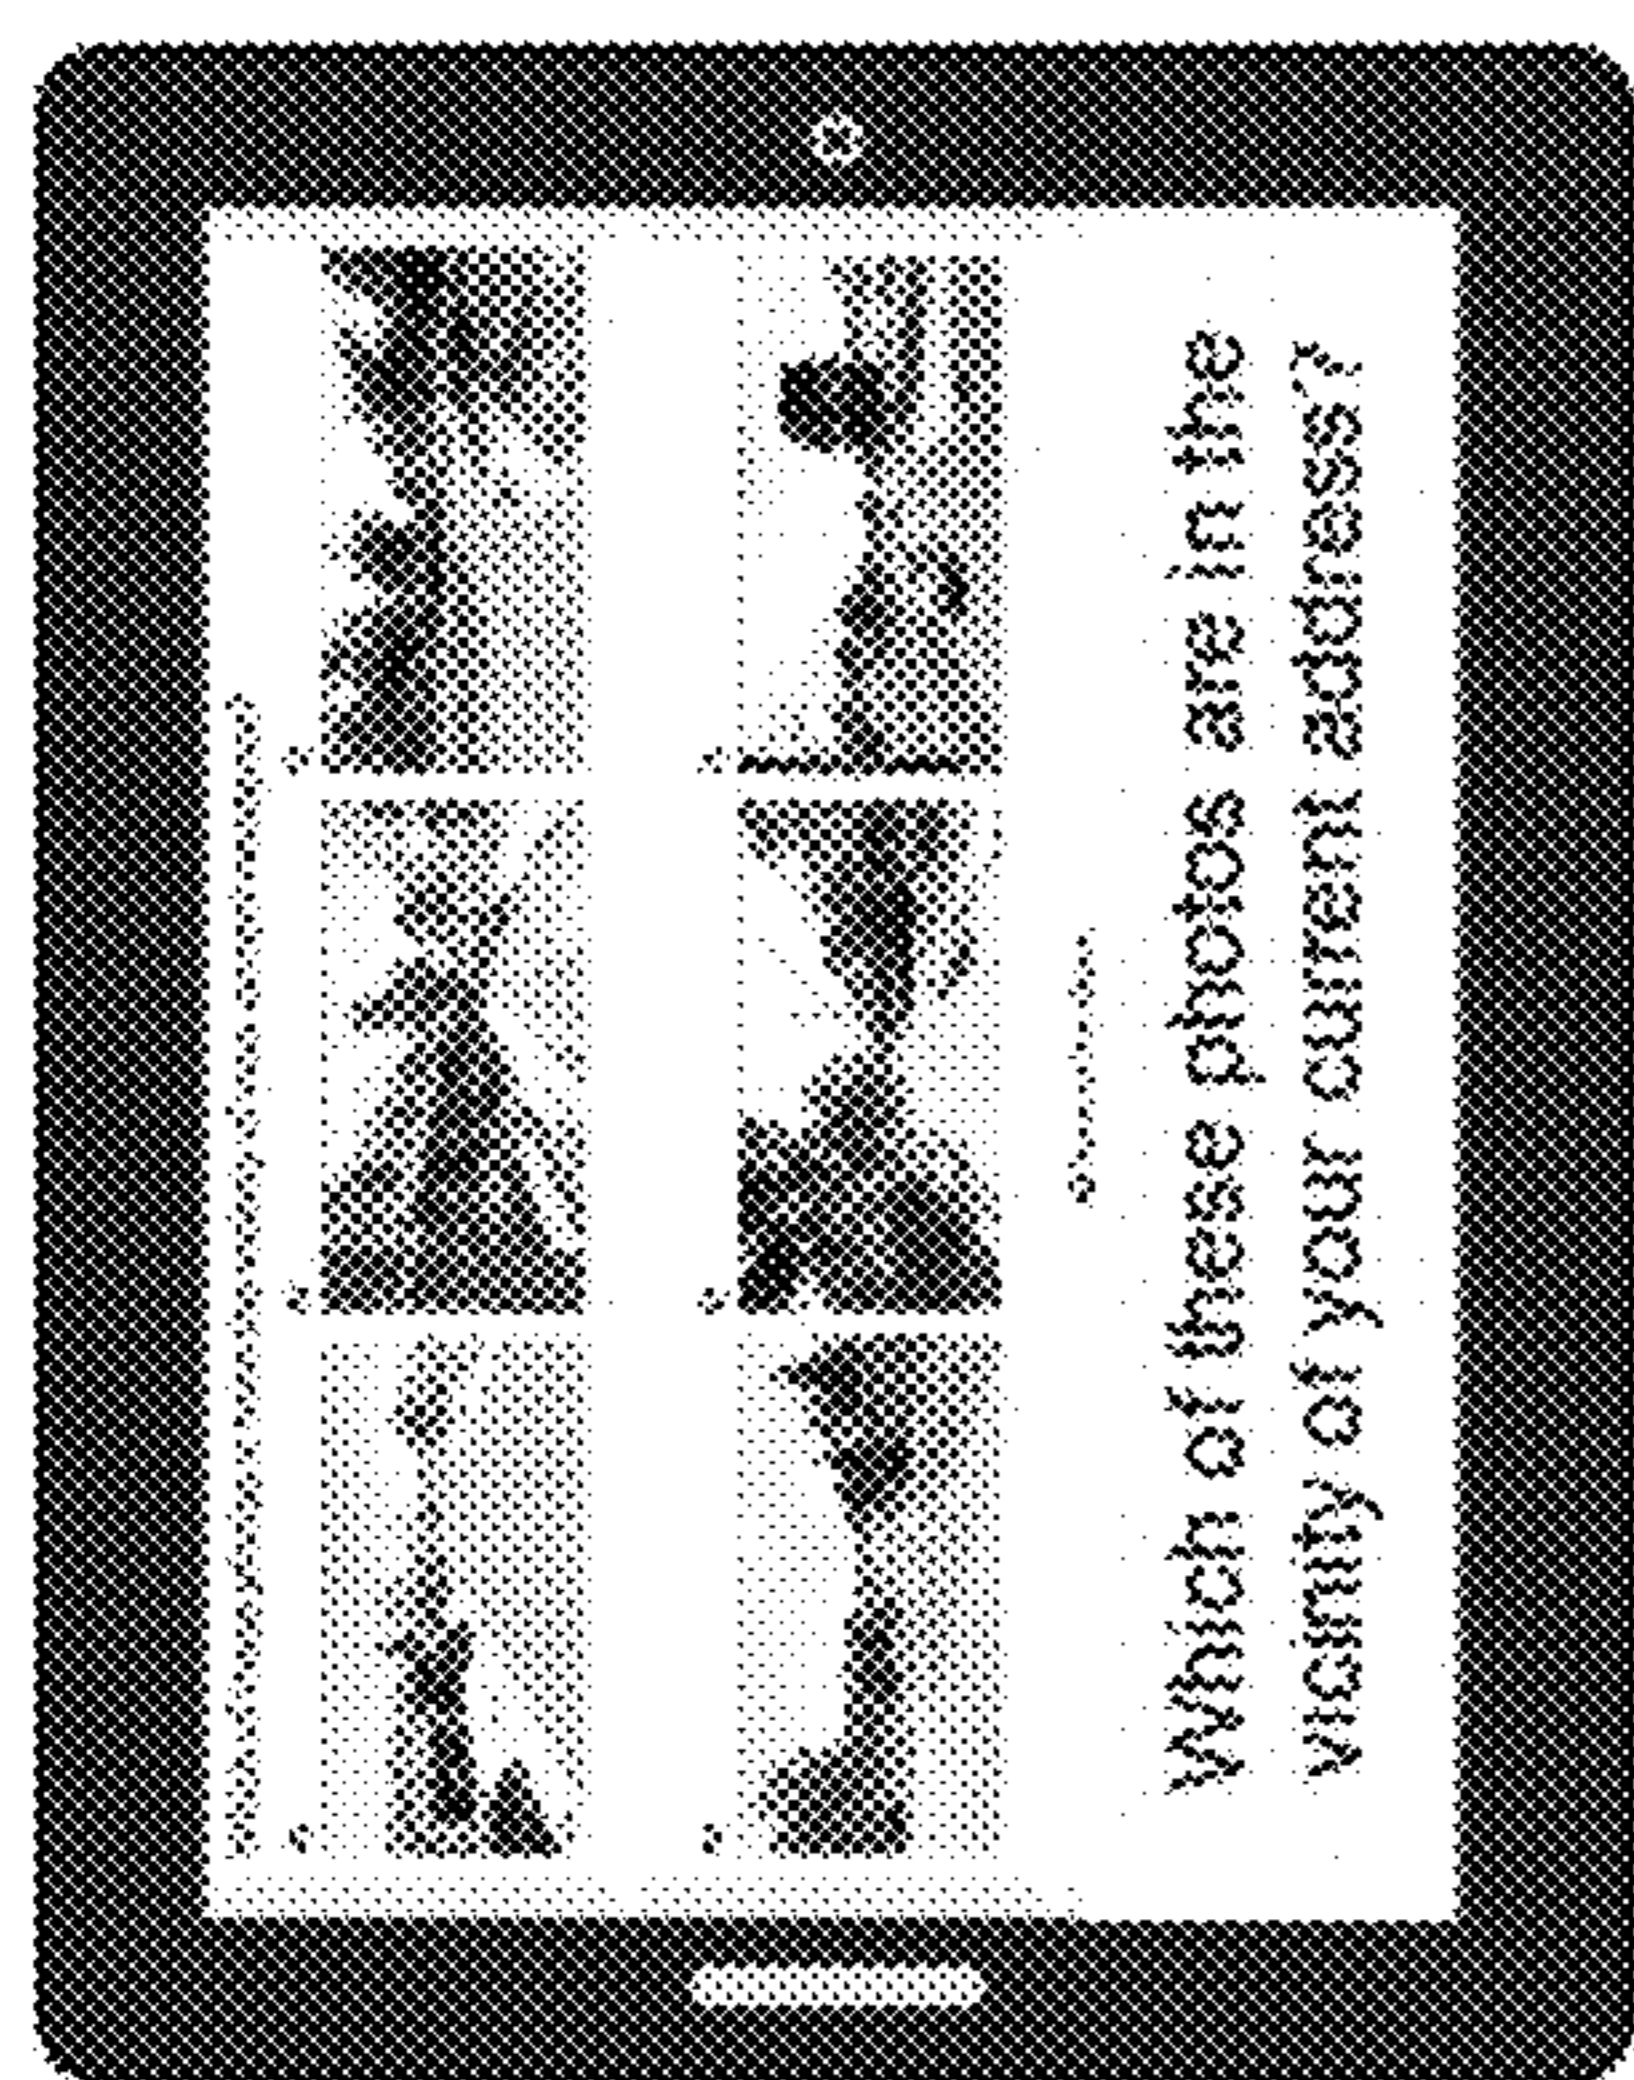 Which of these photos are in the
vicinity of your current address?